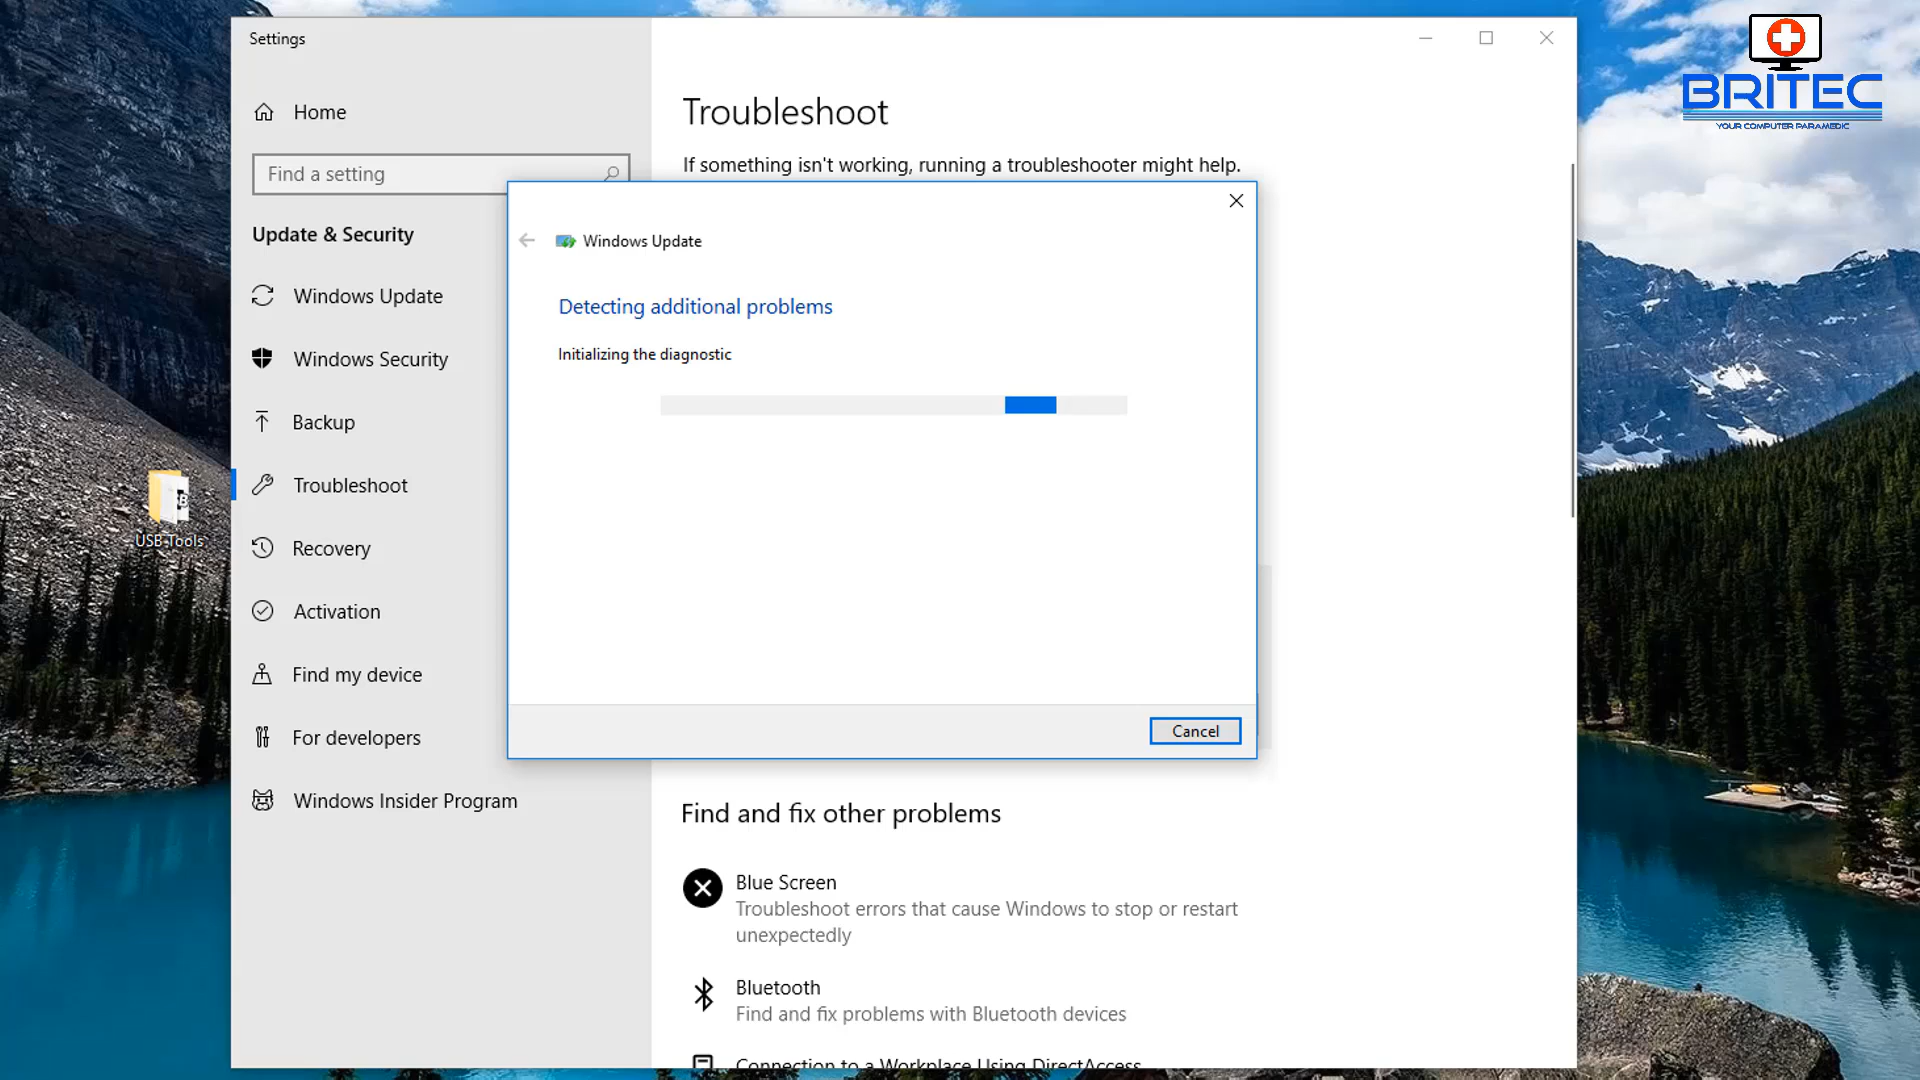 Settings
Home
Find a setting
Update & Security
Windows Update
Windows Security
Backup
Troubleshoot
Recovery
Activation
Find my device
For developers
Windows Insider Program
Troubleshoot
If something isn't working, running a troubleshooter might help.
Windows Update
Detecting additional problems
Initializing the diagnostic
Cancel
Find and fix other problems
Blue Screen
Troubleshoot errors that cause Windows to stop or restart
unexpectedly
Bluetooth
Find and fix problems with Bluetooth devices
Connection to a Workplace Using DirectAccess
USB-Tools
BRITEC
YOUR COMPUTER PARAMEDIC